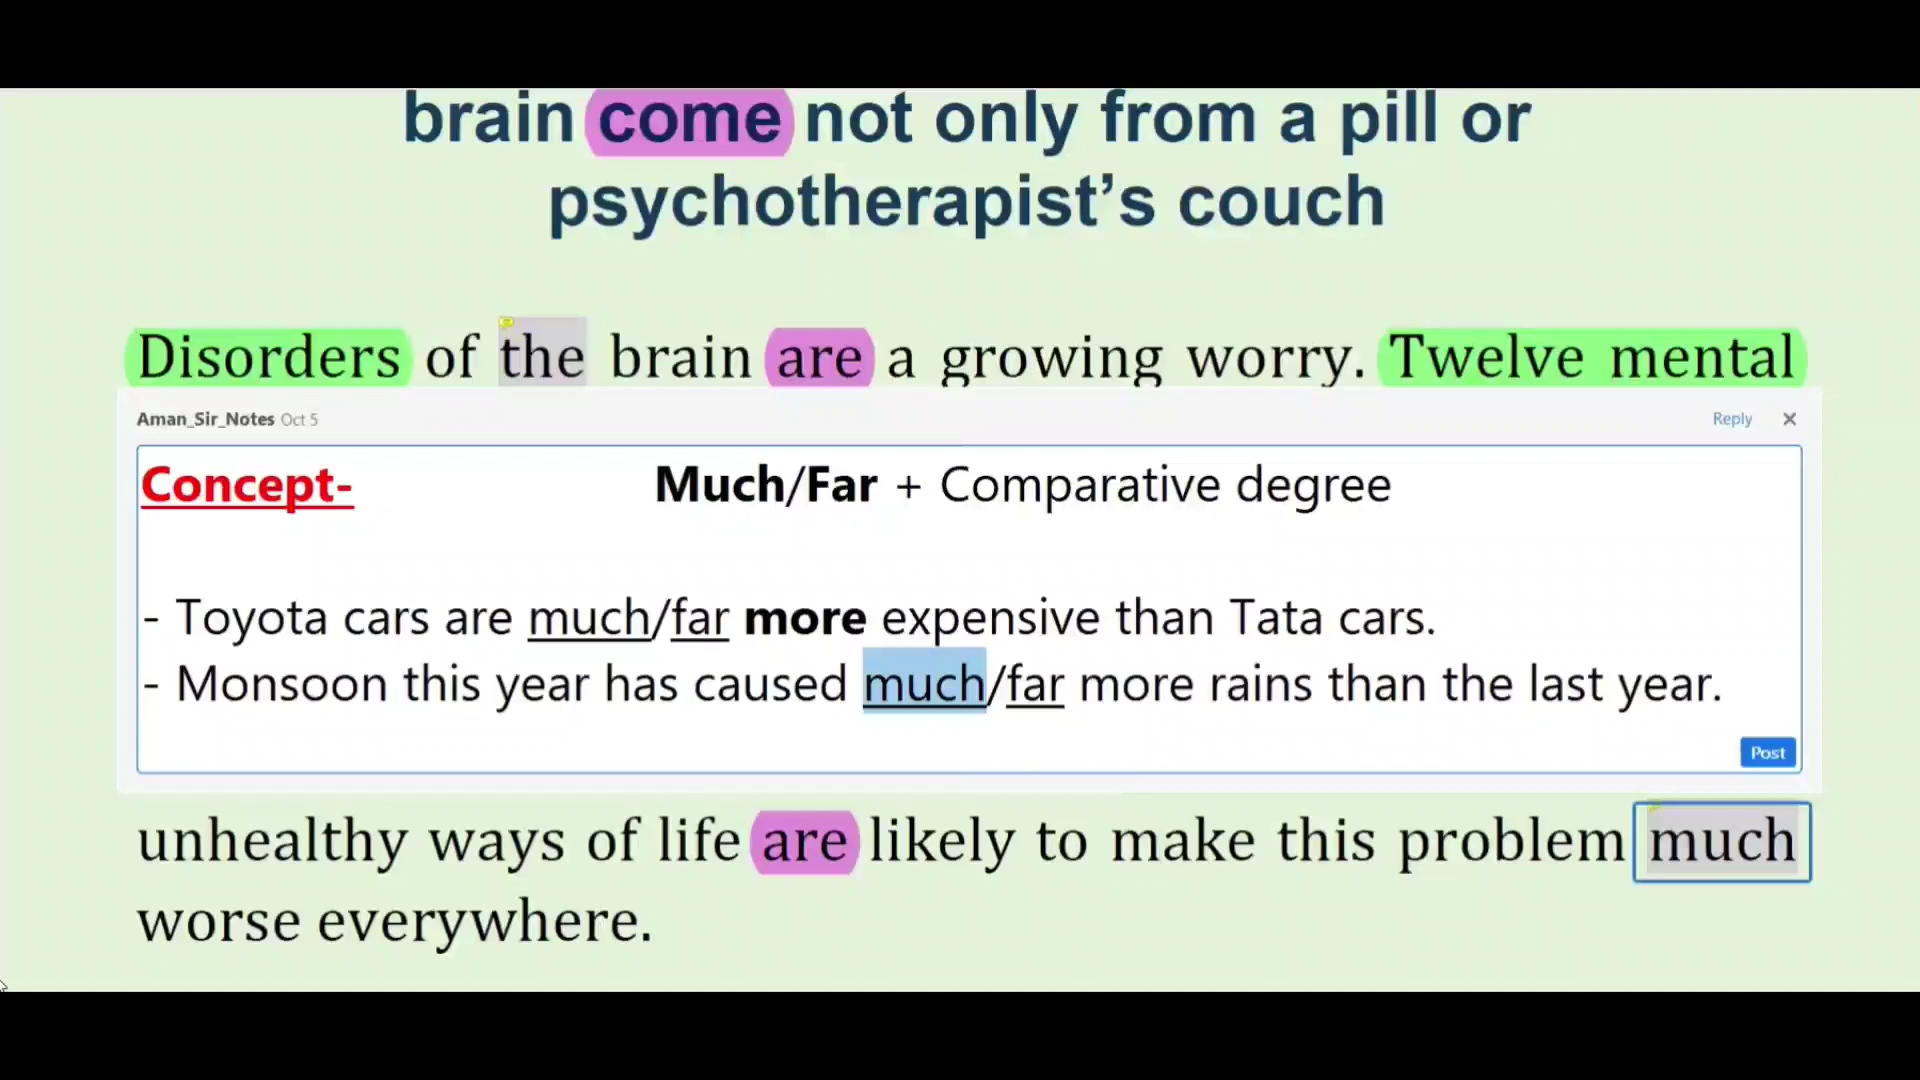 brain come not only from a pill or
psychotherapist’s couch
Disorders of the brain are a growing worry. Twelve mental
Aman_Sir_Notes Oct 5 Reply ×
Concept- Much/Far + Comparative degree
- Toyota cars are much/far more expensive than Tata cars.
- Monsoon this year has caused much/far more rains than the last year.
Post
unhealthy ways of life are likely to make this problem much
worse everywhere.